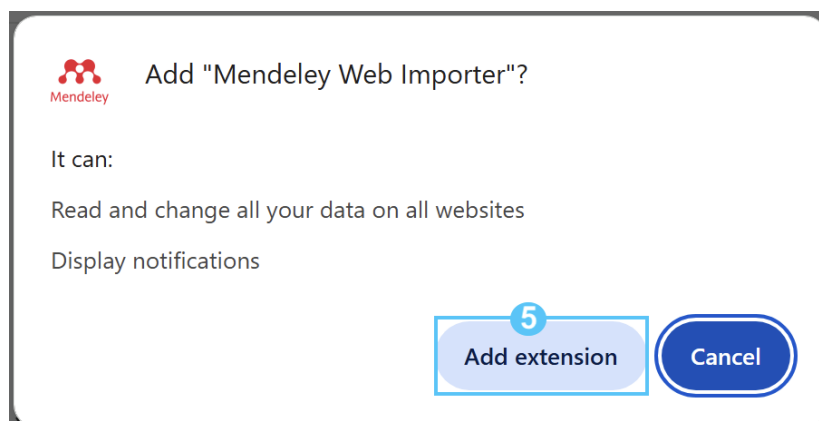 Mendeley
Add "Mendeley Web Importer"?
It can:
Read and change all your data on all websites
Display notifications
5
Add extension
Cancel